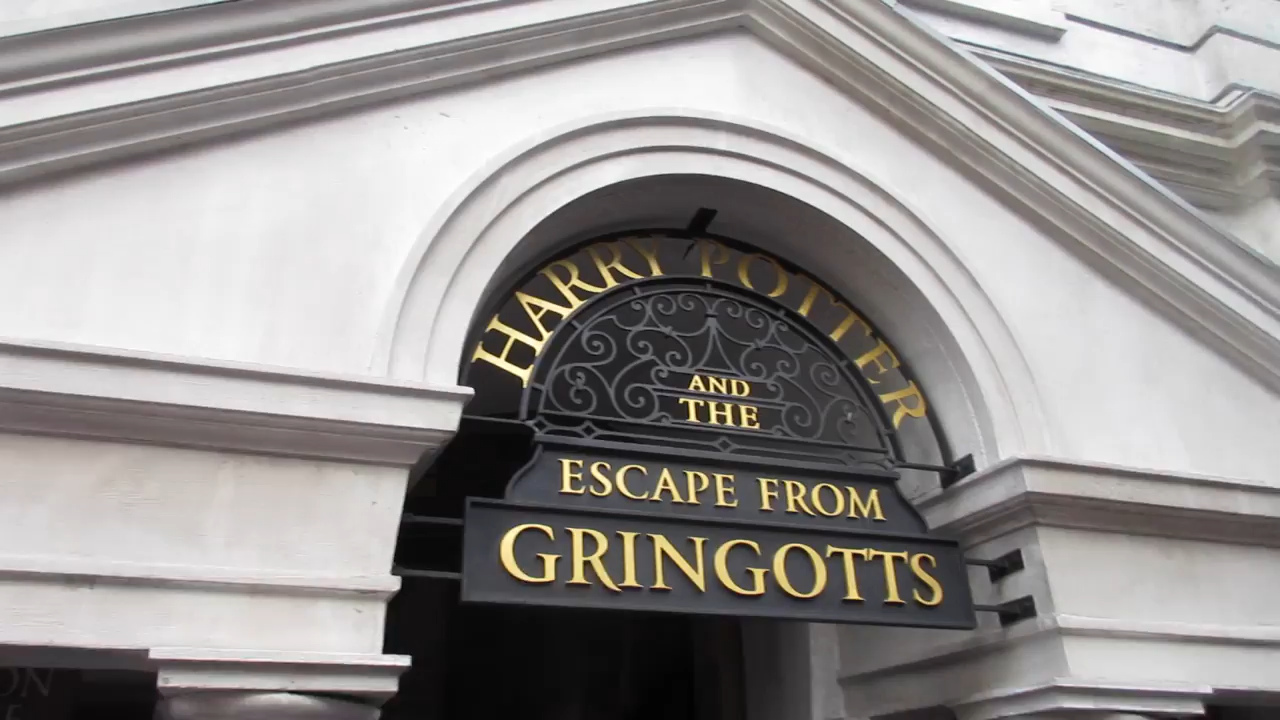 HARRY POTTER
AND
THE
ESCAPE FROM
GRINGOTTS